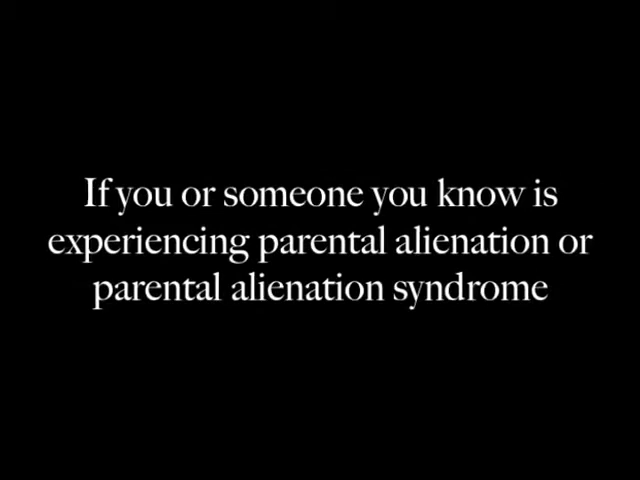 If you or someone you know is
experiencing parental alienation or
parental alienation syndrome